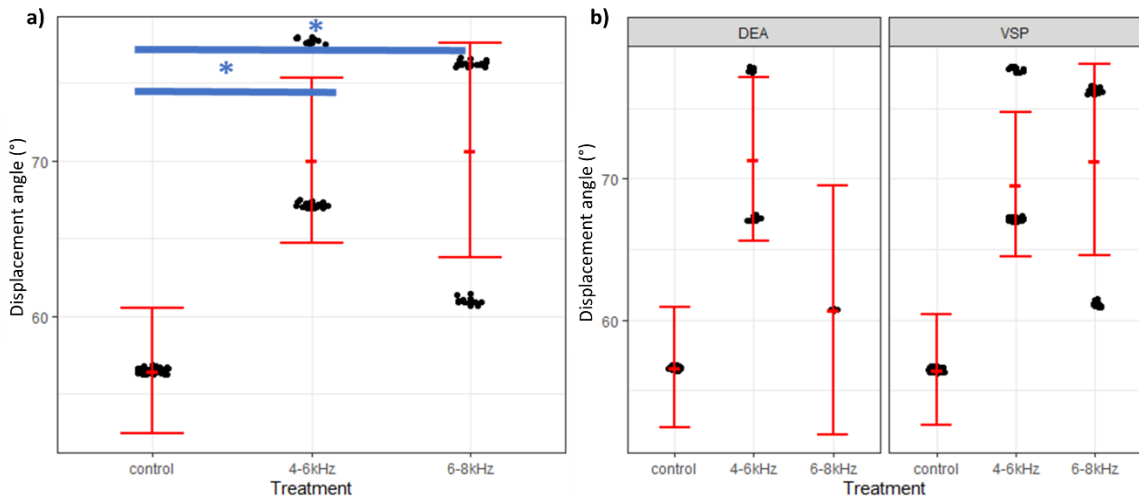 a)
*
*
Displacement angle (°)
70
60
control
4-6kHz
6-8kHz
Treatment
b)
DEA
VSP
Displacement angle (°)
70
60
control
4-6kHz
6-8kHz
control
4-6kHz
6-8kHz
Treatment